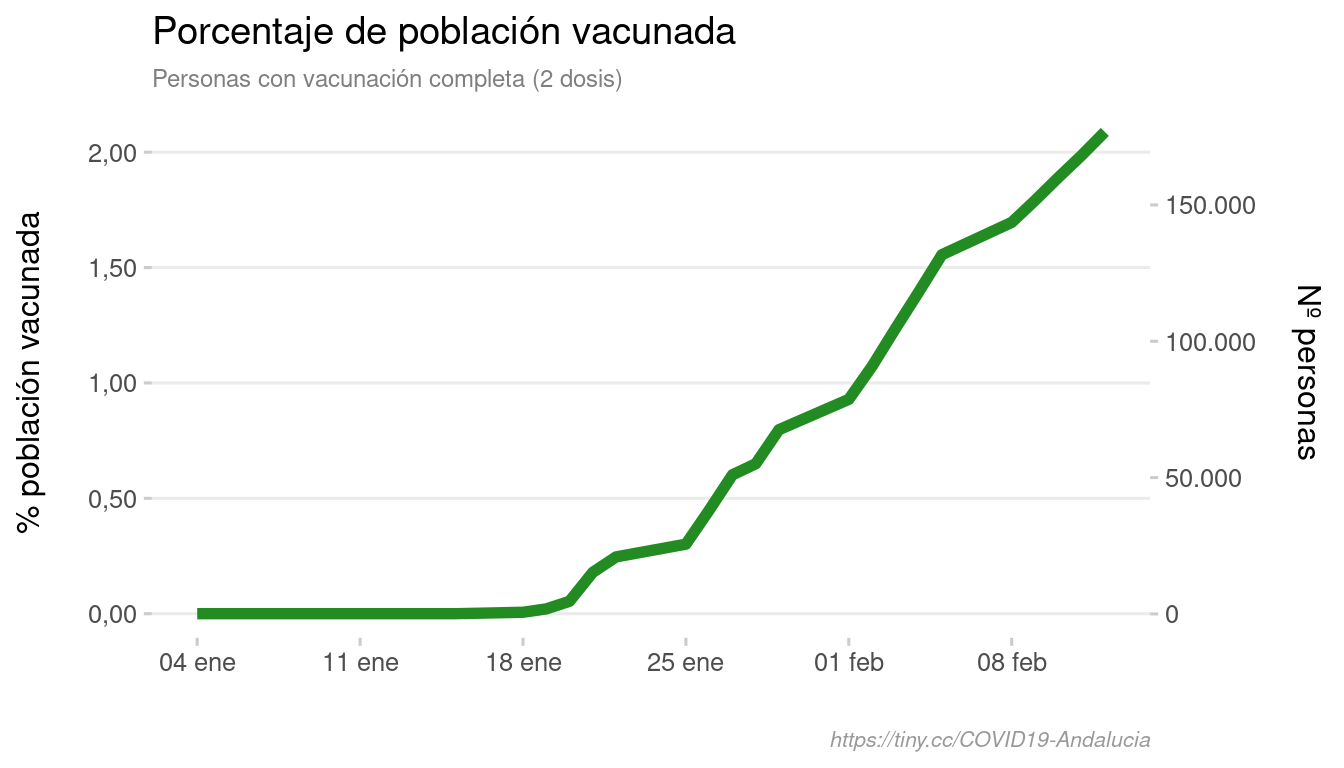 Porcentaje de población vacunada
Personas con vacunación completa (2 dosis)
% población vacunada
2,00
1,50
1,00
0,50
0,00
150.000
100.000
50.000
0
Nº personas
04 ene
11 ene
18 ene
25 ene
01 feb
08 feb
https://tiny.cc/COVID19-Andalucia